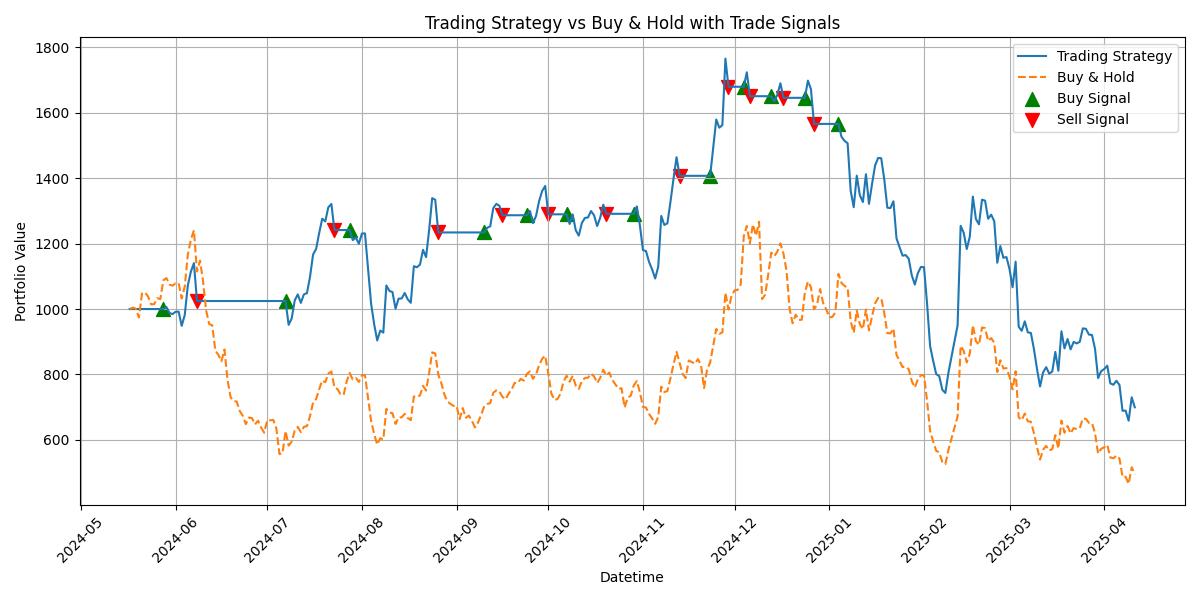 Trading Strategy vs Buy & Hold with Trade Signals
Portfolio Value
1800
1600
1400
1200
1000
800
600
Trading Strategy
Buy & Hold
Buy Signal
Sell Signal
2024-05
2024-06
2024-07
2024-08
2024-09
2024-10
2024-11
2024-12
2025-01
2025-02
2025-03
2025-04
Datetime